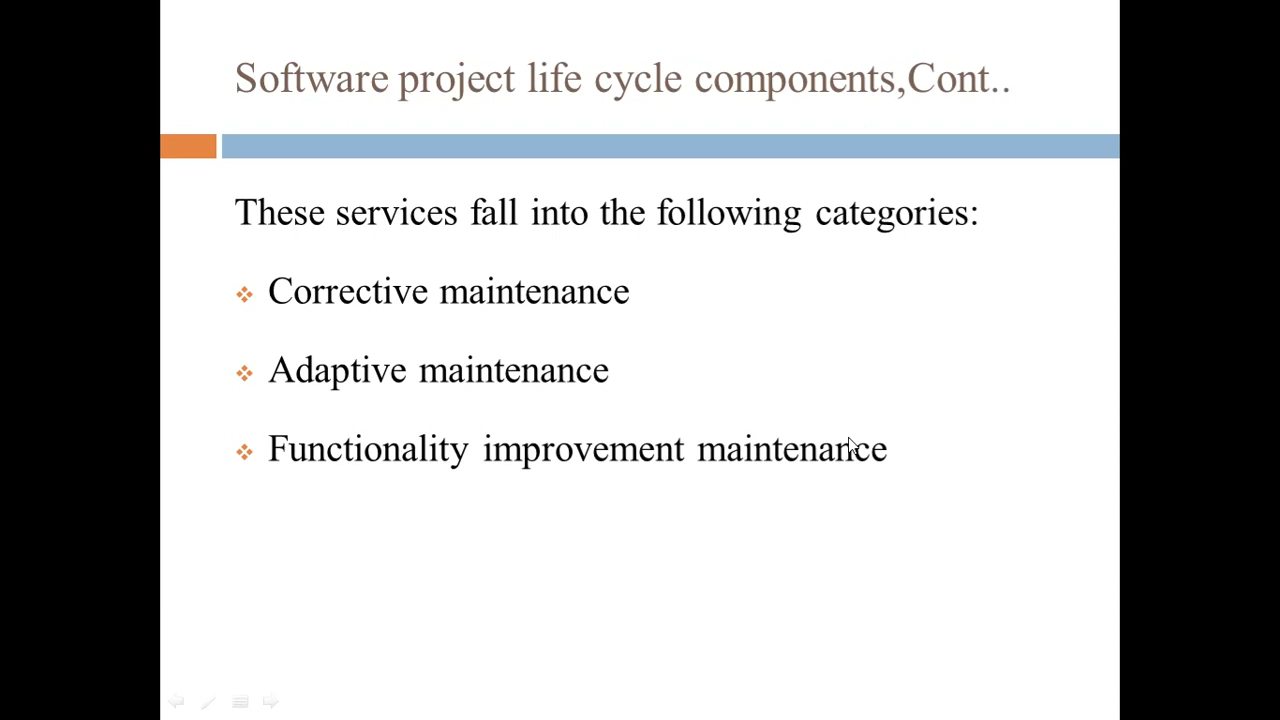 Software project life cycle components,Cont..
These services fall into the following categories:
Corrective maintenance
Adaptive maintenance
Functionality improvement maintenance